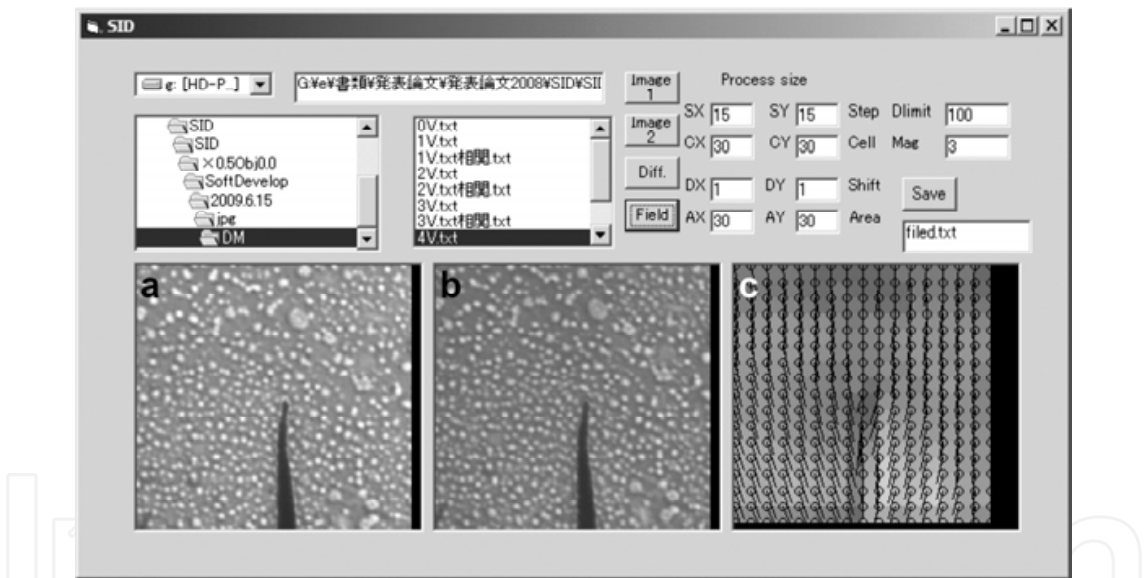 SID
g: [HD-P_]
G:¥e¥書類¥発表論文¥発表論文2008¥SID¥SII
Image 1
Image 2
Diff.
Field
Process size
SX 15 SY 15 Step Dlimit 100
CX 30 CY 30 Cell Mag 3
DX 1 DY 1 Shift
AX 30 AY 30 Area
Save
filed.txt
SID
SID
×0.5Obj0.0
SoftDevelop
2009.6.15
jpg
DM
0V.txt
1V.txt
1V.txt相関.txt
2V.txt
2V.txt相関.txt
3V.txt
3V.txt相関.txt
4V.txt
a
b
c